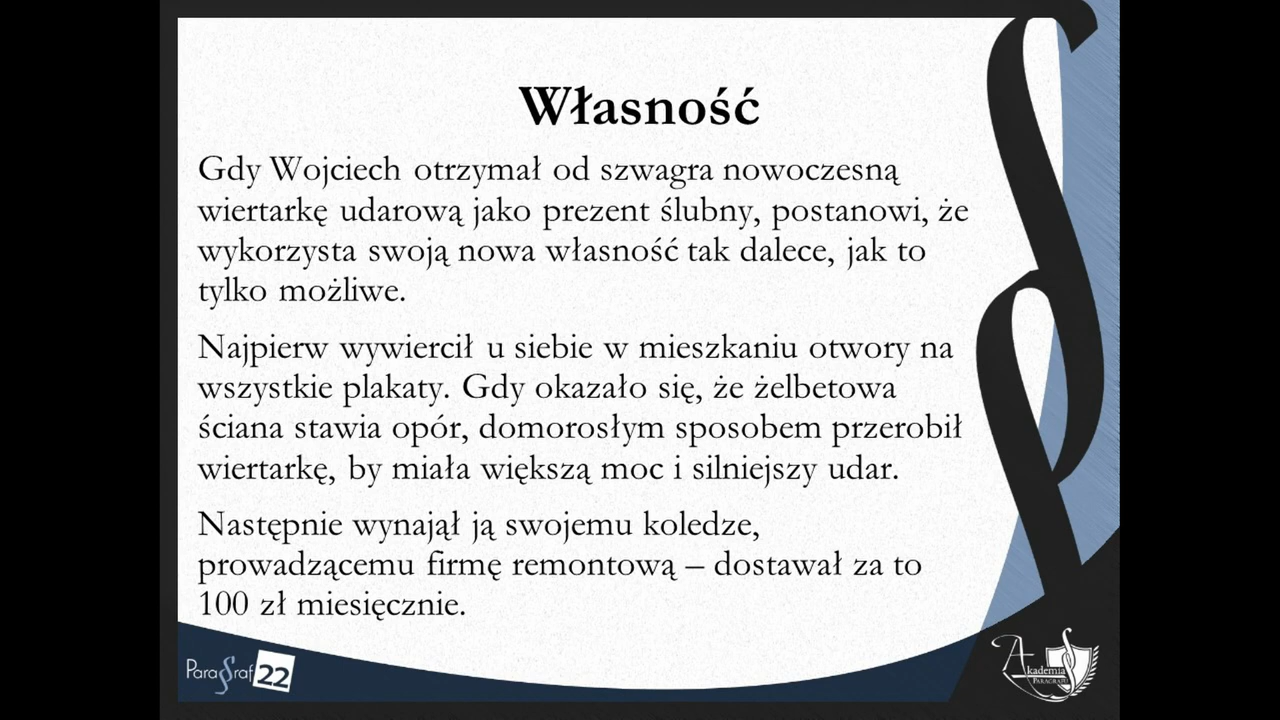 Własność
Gdy Wojciech otrzymał od szwagra nowoczesną
wiertarkę udarową jako prezent ślubny, postanowi, że
wykorzysta swoją nowa własność tak dalece, jak to
tylko możliwe.
Najpierw wywiercił u siebie w mieszkaniu otwory na
wszystkie plakaty. Gdy okazało się, że żelbetowa
ściana stawia opór, domorosłym sposobem przerobił
wiertarkę, by miała większą moc i silniejszy udar.
Następnie wynajął ją swojemu koledze,
prowadzącemu firmę remontową – dostawał za to
100 zł miesięcznie.
Para§raf 22
Akademia
PARAGRAFU